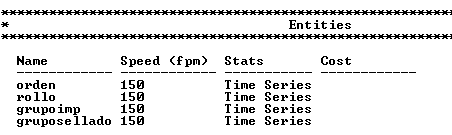 ********************************************************
* Entities
********************************************************
Name Speed (fpm) Stats Cost
------------ ------------ ----------- ------------
orden 150 Time Series
rollo 150 Time Series
grupoimp 150 Time Series
gruposellado 150 Time Series